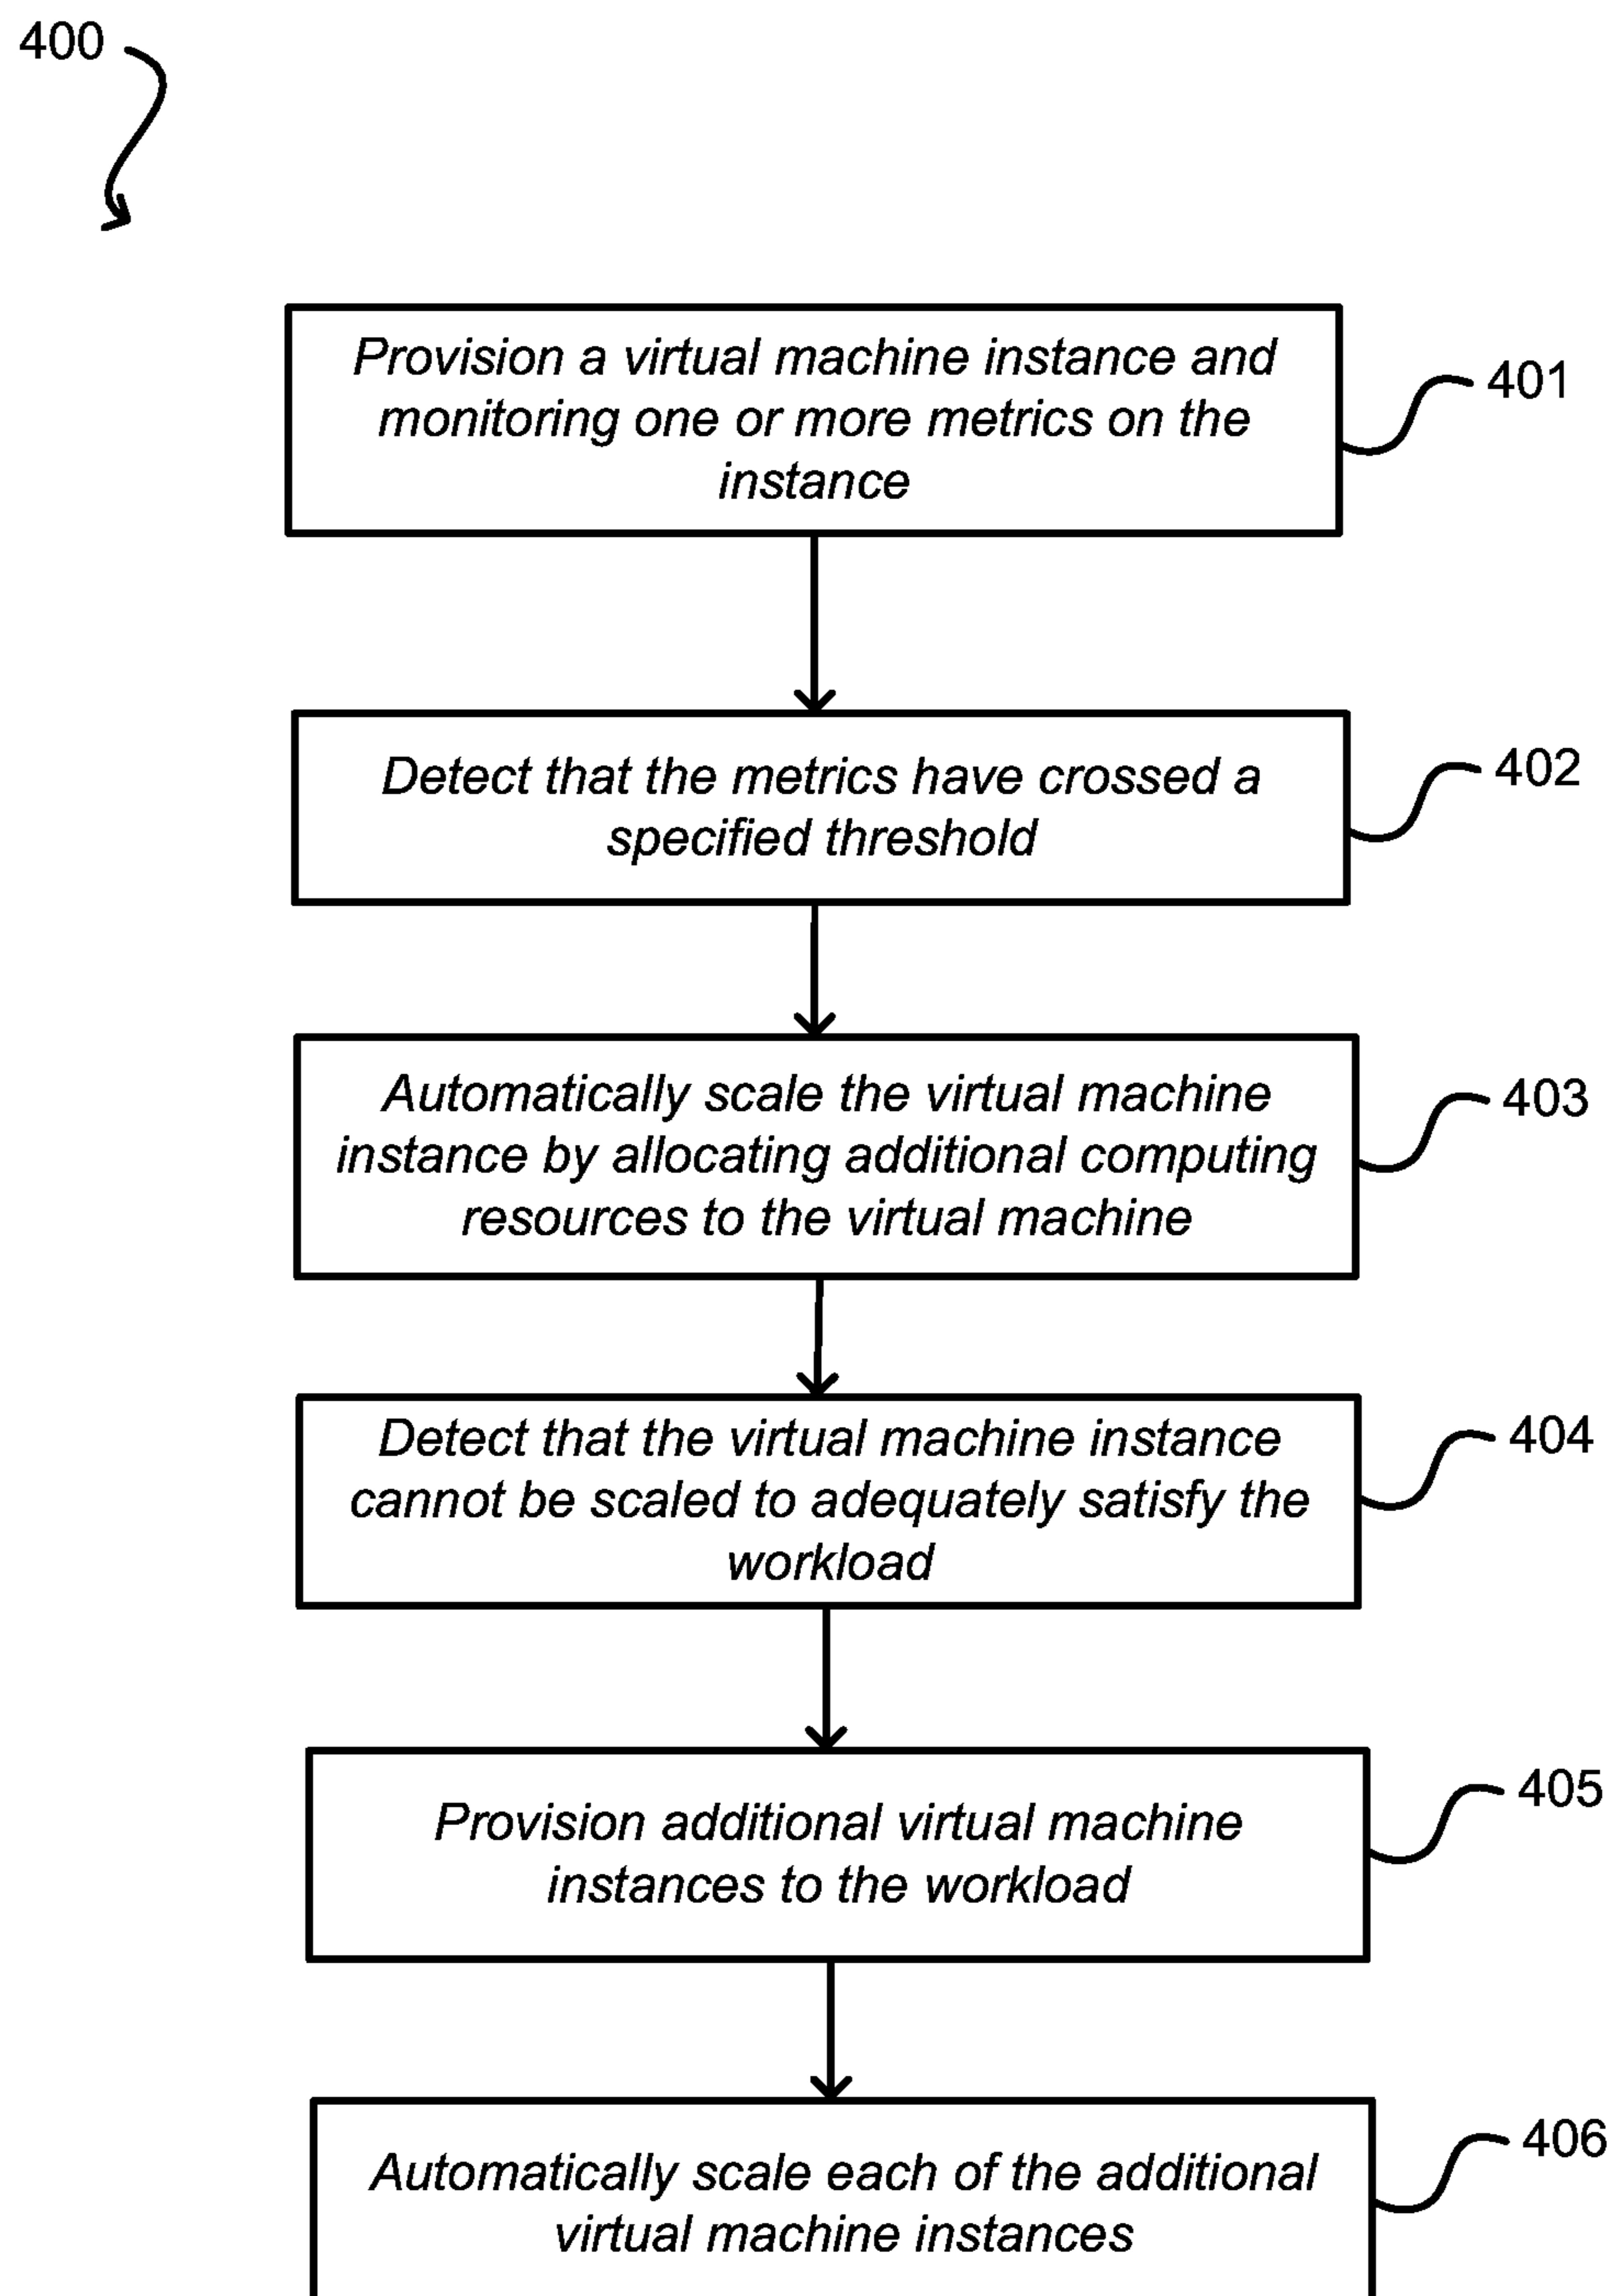 400
Provision a virtual machine instance and
monitoring one or more metrics on the
instance
401
Detect that the metrics have crossed a
specified threshold
402
Automatically scale the virtual machine
instance by allocating additional computing
resources to the virtual machine
403
Detect that the virtual machine instance
cannot be scaled to adequately satisfy the
workload
404
Provision additional virtual machine
instances to the workload
405
Automatically scale each of the additional
virtual machine instances
406